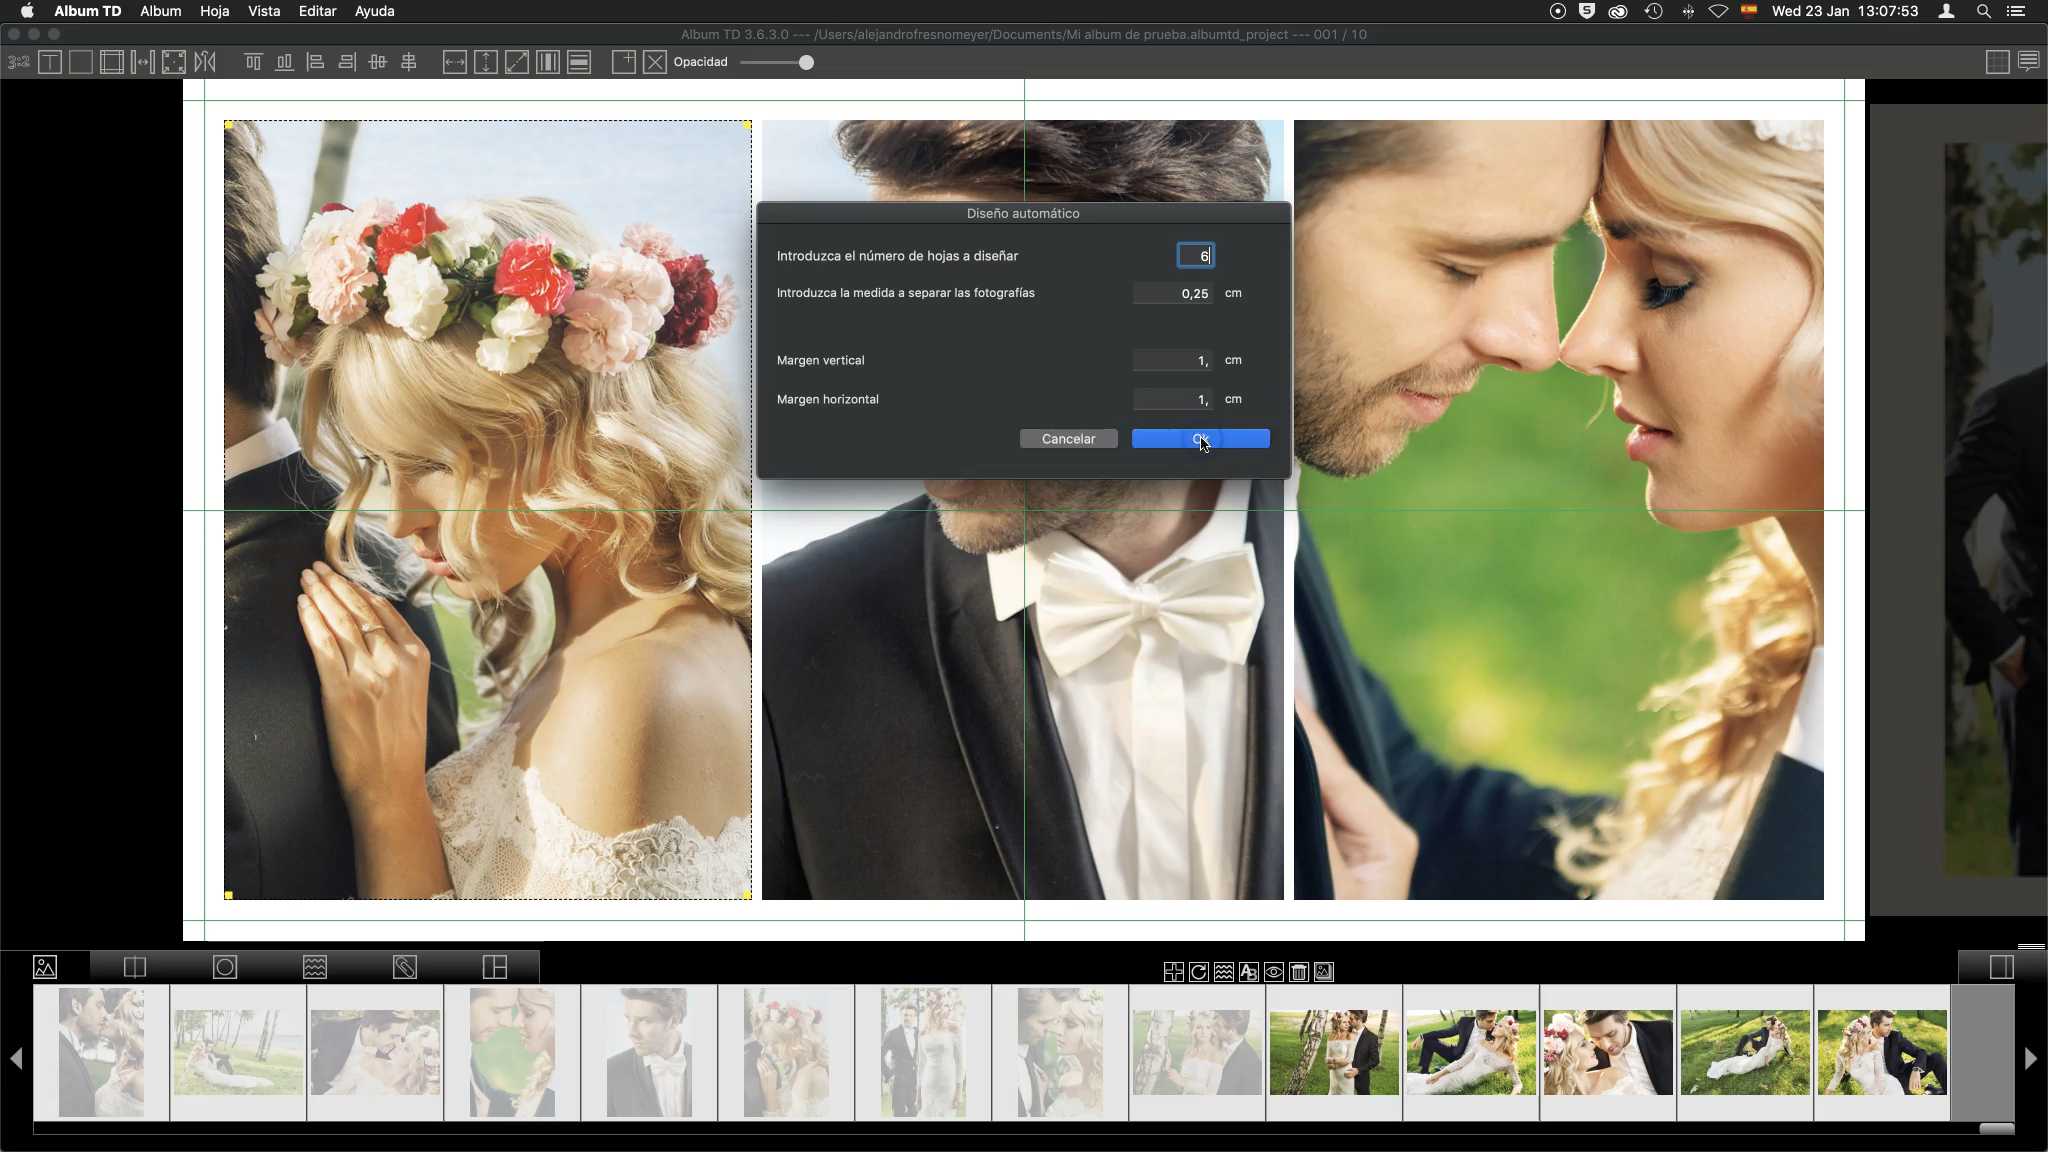 Album TD Album Hoja Vista Editar Ayuda Wed 23 Jan 13:07:53
Album TD 3.6.3.0 --- /Users/alejandrofresnomeyer/Documents/Mi album de prueba.albumtd_project --- 001 / 10
3:2 Opacidad
Diseño automático
Introduzca el número de hojas a diseñar 6
Introduzca la medida a separar las fotografías 0,25 cm
Margen vertical 1, cm
Margen horizontal 1, cm
Cancelar Ok